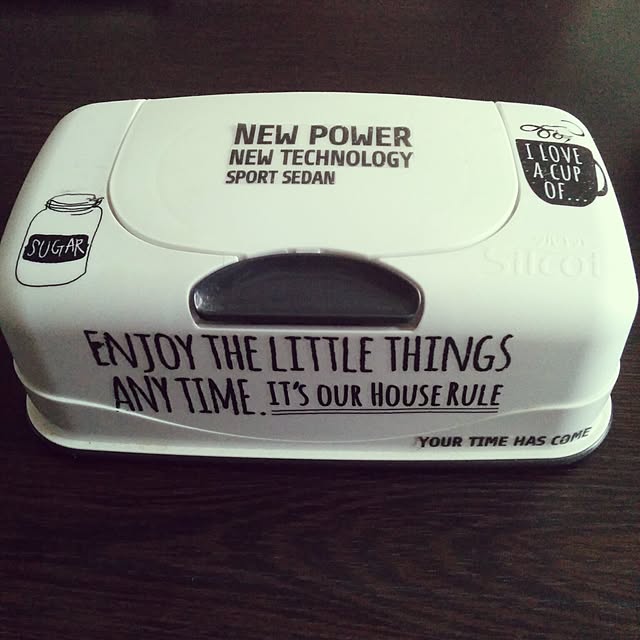 NEW POWER
NEW TECHNOLOGY
SPORT SEDAN
I LOVE
A CUP
OF...
SUGAR
Silcot
ENJOY THE LITTLE THINGS
ANY TIME. IT'S OUR HOUSE RULE
YOUR TIME HAS COME